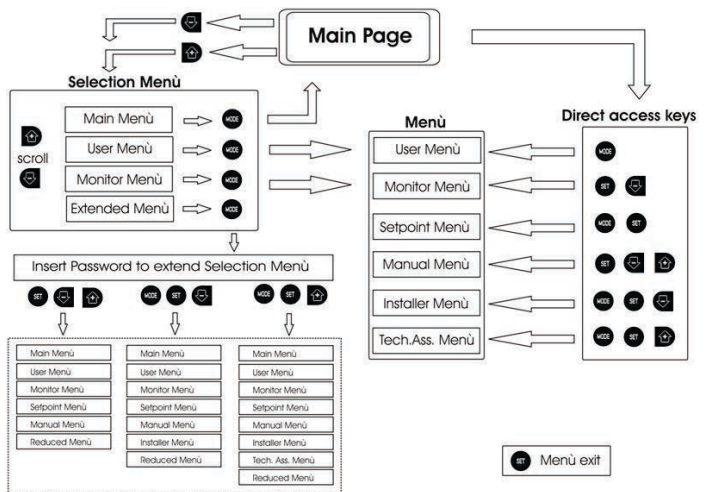 Main Page
Selection Menù
Main Menù
MODE
User Menù
MODE
scroll
Monitor Menù
MODE
Extended Menù
MODE
Insert Password to extend Selection Menù
SET
MODE SET
MODE SET
Main Menù
User Menù
Monitor Menù
Setpoint Menù
Manual Menù
Reduced Menù
Main Menù
User Menù
Monitor Menù
Setpoint Menù
Manual Menù
Installer Menù
Reduced Menù
Main Menù
User Menù
Monitor Menù
Setpoint Menù
Manual Menù
Installer Menù
Tech. Ass. Menù
Reduced Menù
Menù
User Menù
Monitor Menù
Setpoint Menù
Manual Menù
Installer Menù
Tech.Ass. Menù
Direct access keys
MODE
SET
MODE SET
SET
MODE SET
MODE SET
SET Menù exit